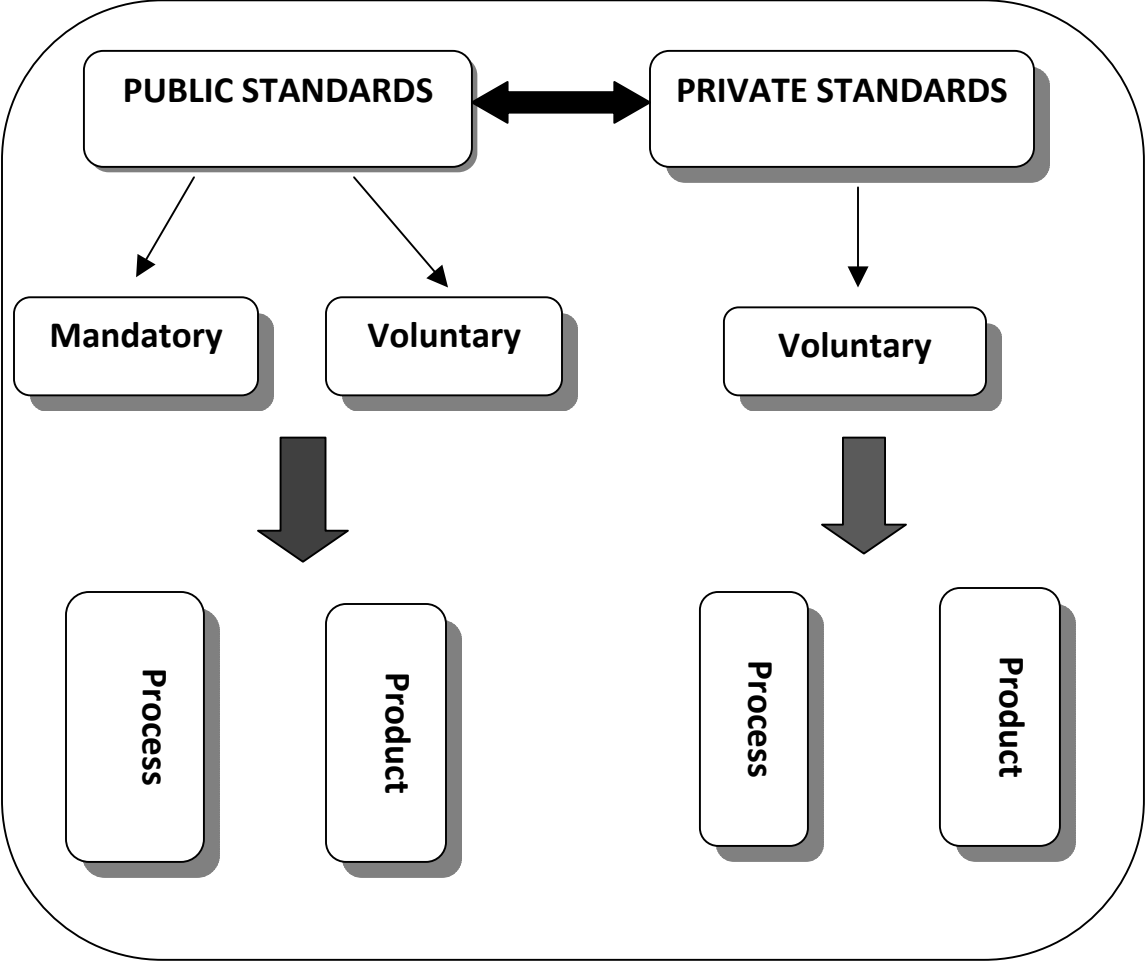 PUBLIC STANDARDS
PRIVATE STANDARDS
Mandatory
Voluntary
Voluntary
Process
Product
Process
Product